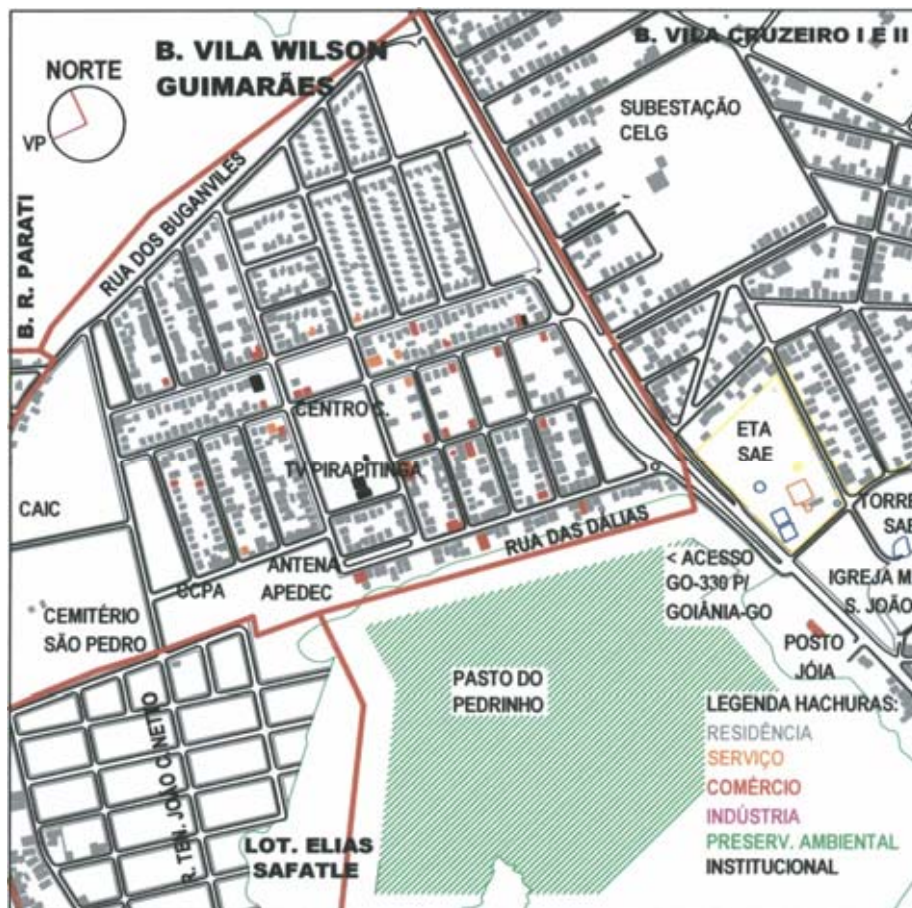 B. VILA WILSON
GUIMARÃES
B. VILA CRUZEIRO I E II
NORTE
VP
SUBESTAÇÃO
CELG
RUA DOS BUGANVILES
B. R. PARATI
CENTRO C.
TV PIRAPITINGA
ETA
SAE
CAIC
TORRE
SAE
RUA DAS DÁLIAS
ANTENA
APEDEC
CCPA
CEMITÉRIO
SÃO PEDRO
< ACESSO
GO-330 P/
GOIÂNIA-GO
IGREJA M
S. JOÃO
POSTO
JÓIA
PASTO DO
PEDRINHO
R. TEN. JOÃO C. NETTO
LOT. ELIAS
SAFATLE
LEGENDA HACHURAS:
RESIDÊNCIA
SERVIÇO
COMÉRCIO
INDÚSTRIA
PRESERV. AMBIENTAL
INSTITUCIONAL